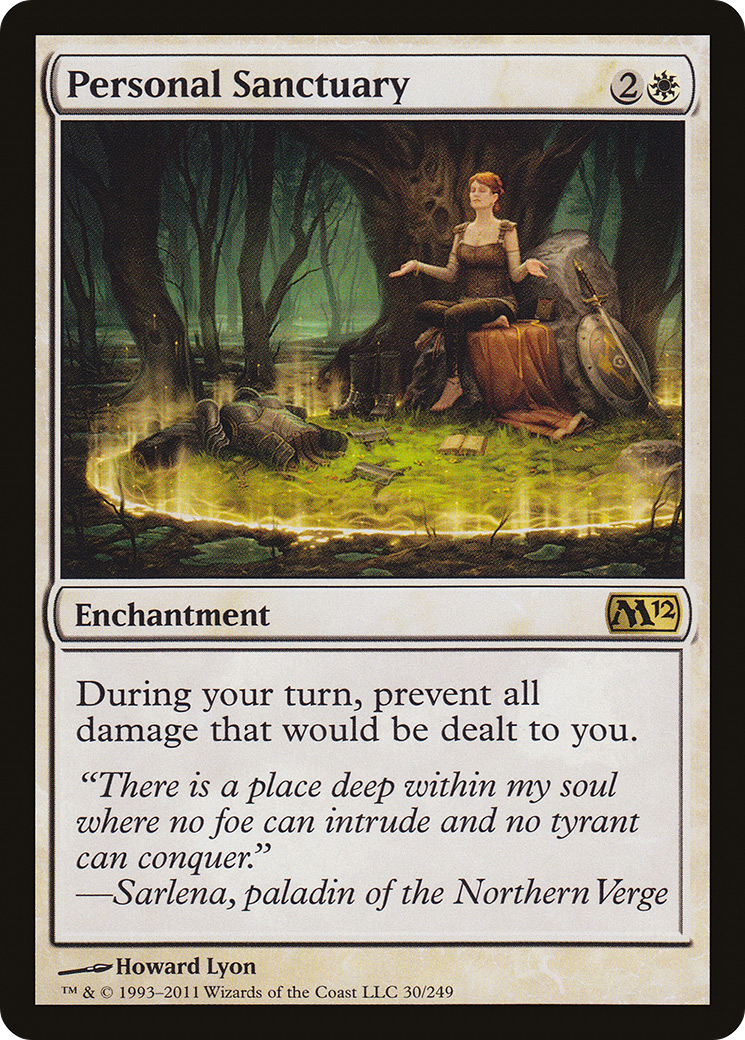 Personal Sanctuary 2
Enchantment M12
During your turn, prevent all
damage that would be dealt to you.
“There is a place deep within my soul
where no foe can intrude and no tyrant
can conquer.”
—Sarlena, paladin of the Northern Verge
Howard Lyon
™ & © 1993–2011 Wizards of the Coast LLC 30/249